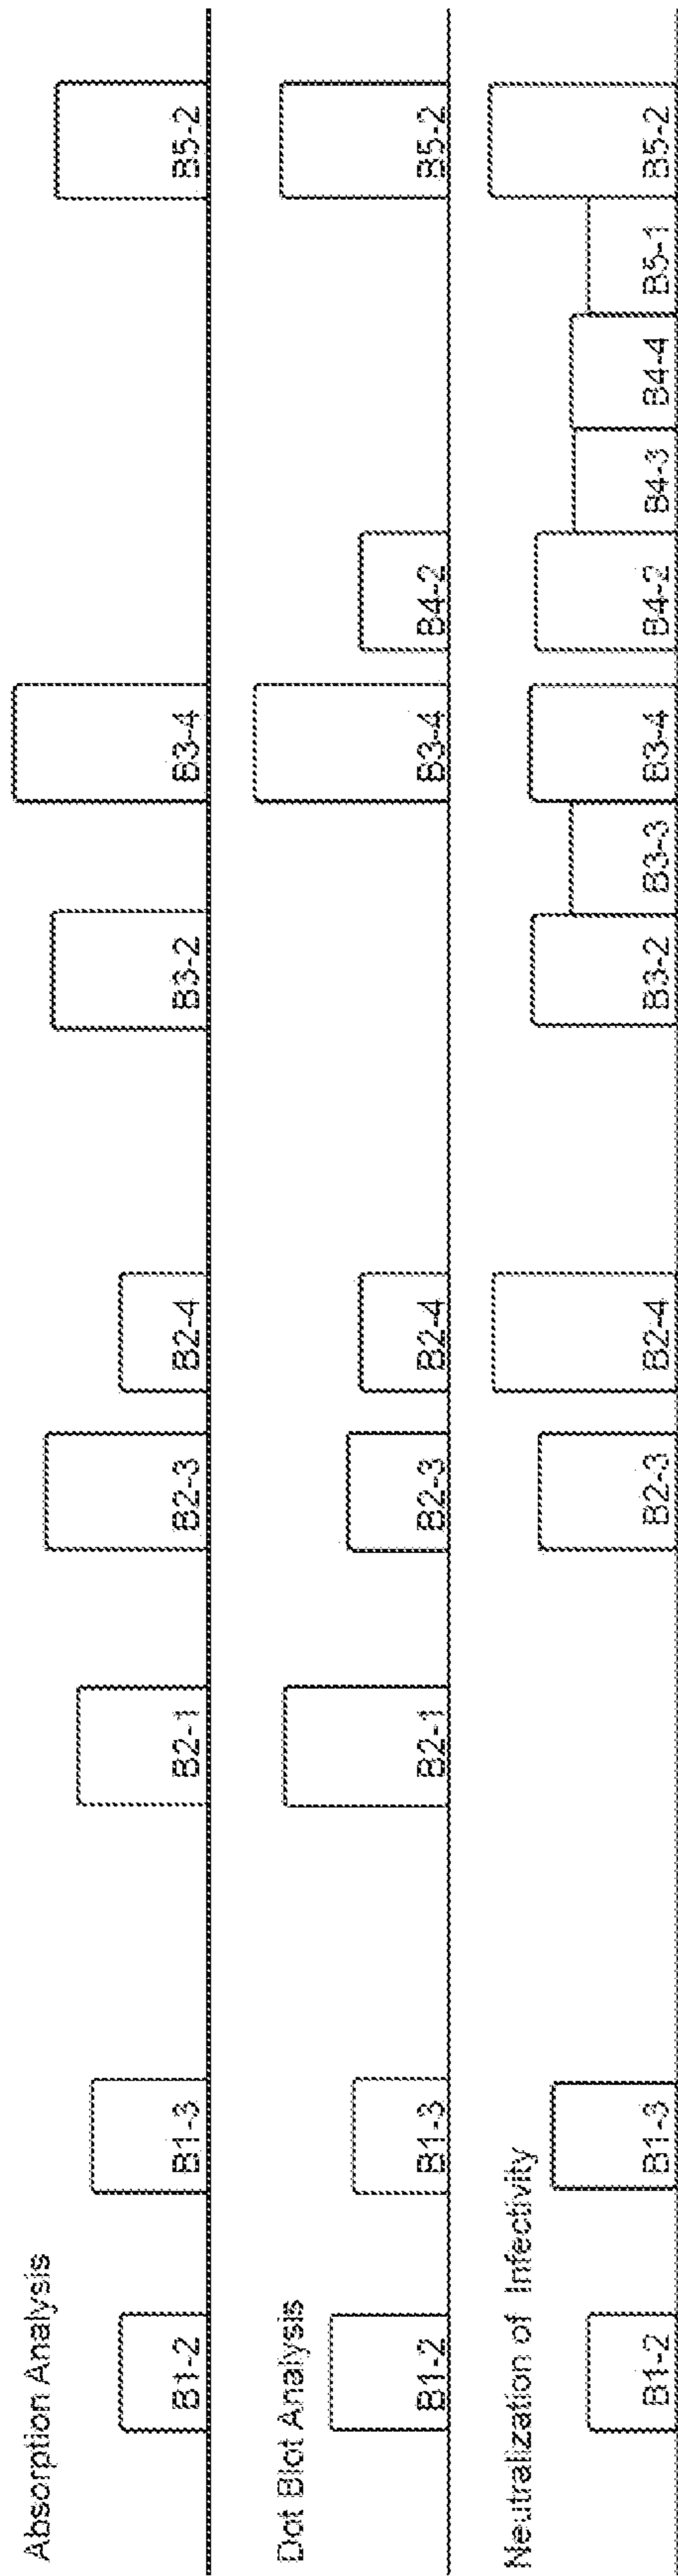 Absorption Analysis
B1-2 B1-3 B2-1 B2-3 B2-4 B3-2 B3-4 B5-2
Dot Blot Analysis
B1-2 B1-3 B2-1 B2-3 B2-4 B3-4 B4-2 B5-2
Neutralization of Infectivity
B1-2 B1-3 B2-3 B2-4 B3-2 B3-3 B3-4 B4-2 B4-3 B4-4 B5-1 B5-2